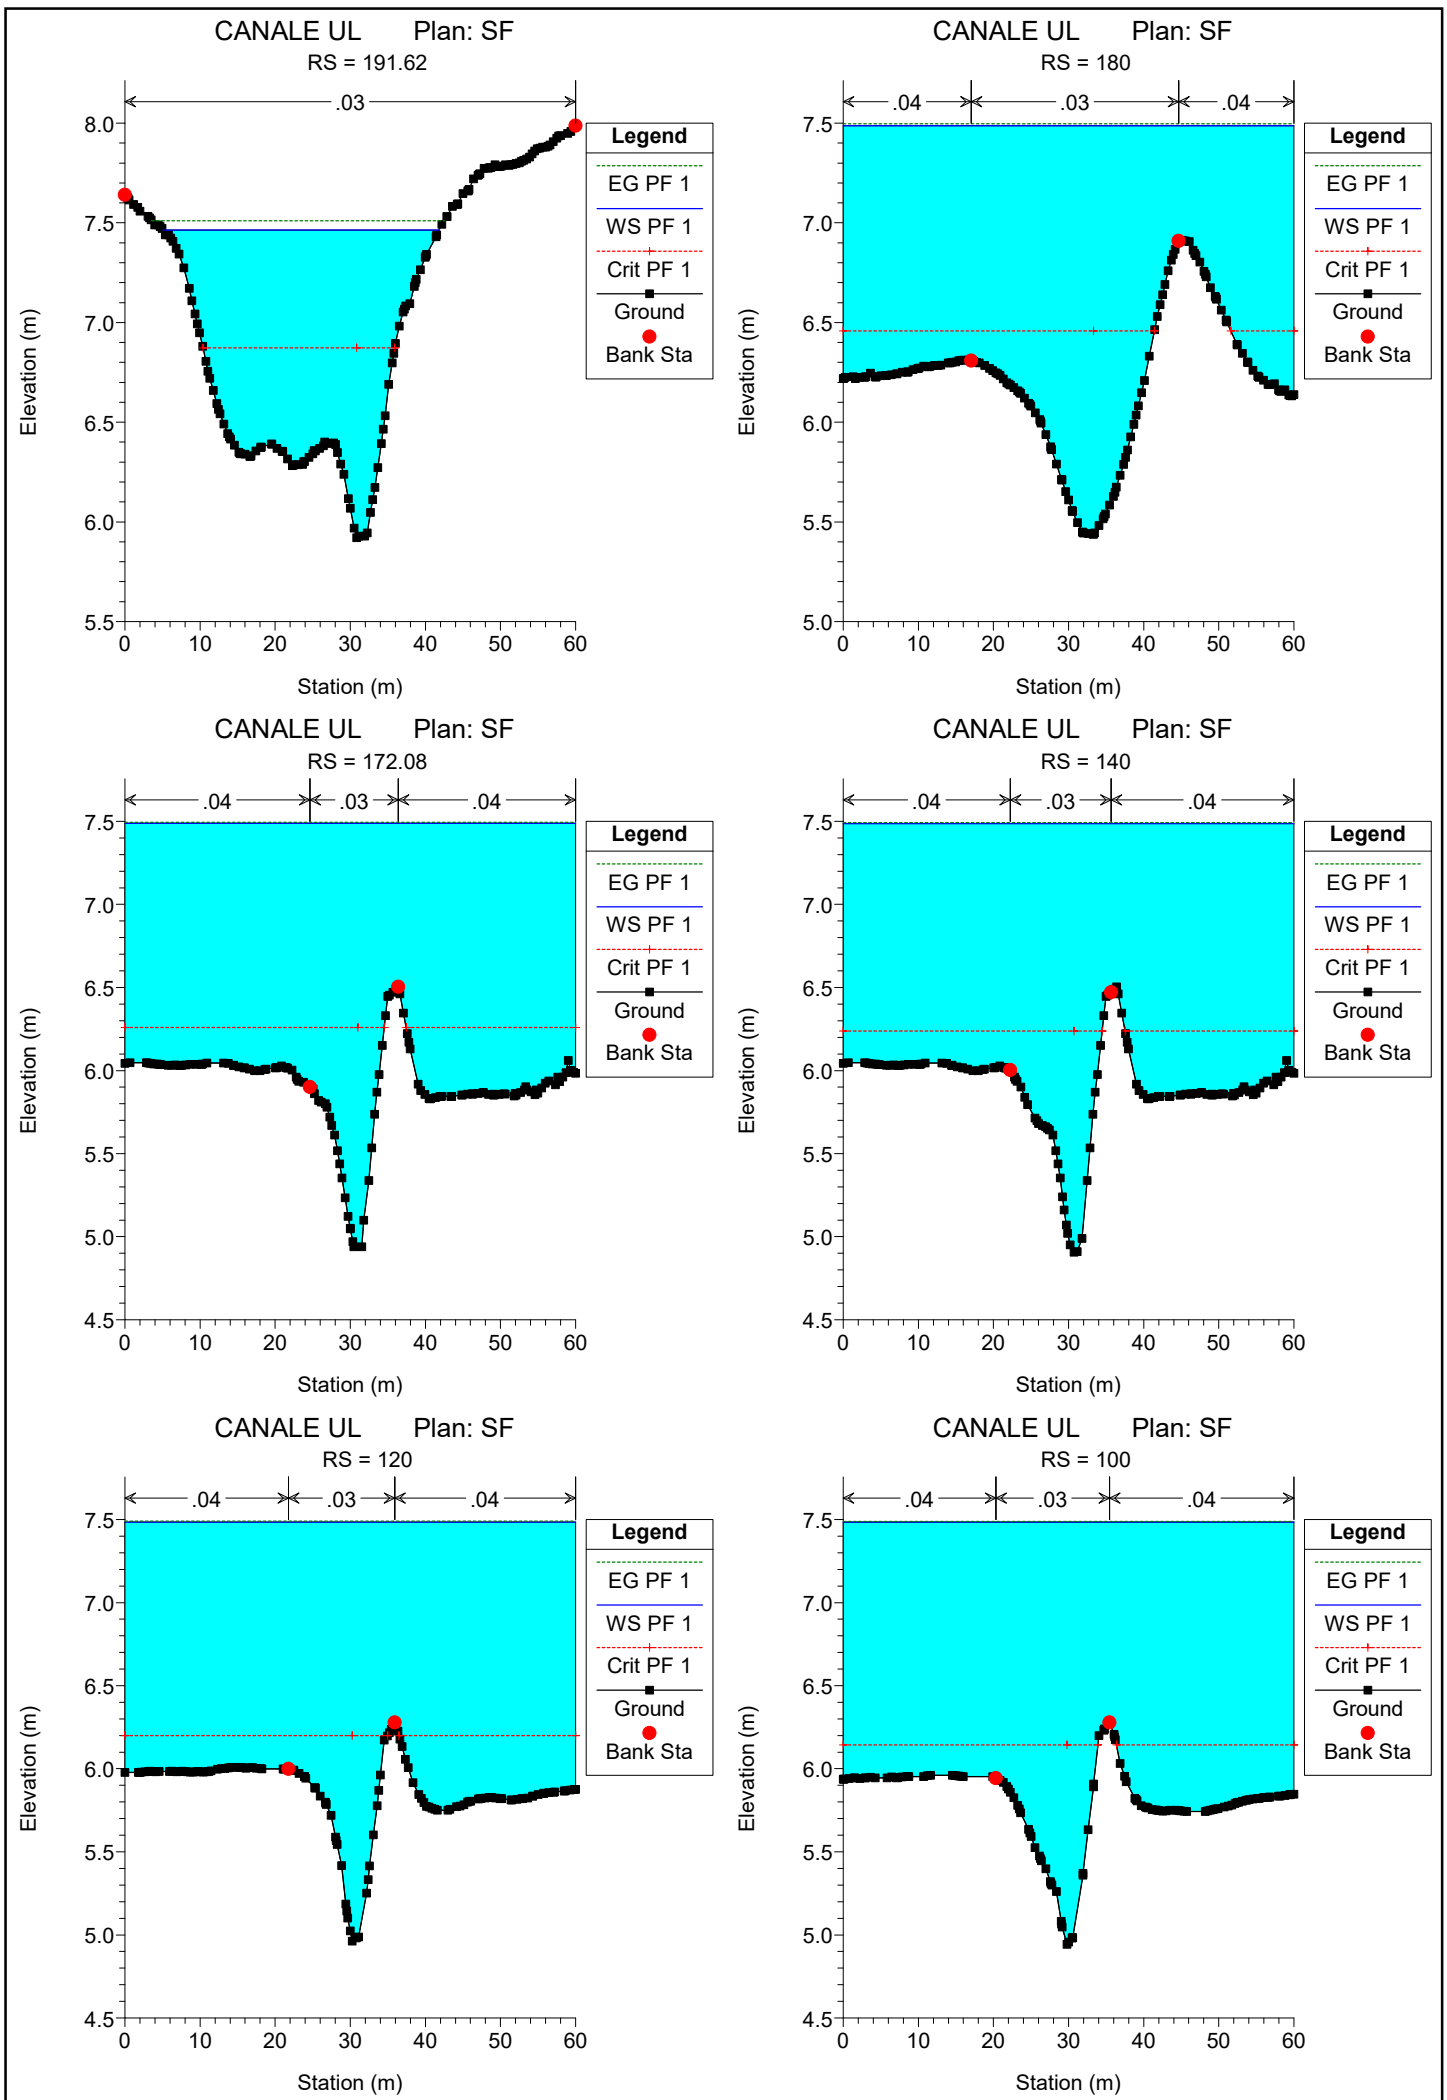 CANALE UL Plan: SF
RS = 191.62
.03
8.0
7.5
7.0
6.5
6.0
5.5
Elevation (m)
0 10 20 30 40 50 60
Station (m)
Legend
EG PF 1
WS PF 1
Crit PF 1
Ground
Bank Sta
CANALE UL Plan: SF
RS = 180
.04 .03 .04
7.5
7.0
6.5
6.0
5.5
5.0
Elevation (m)
0 10 20 30 40 50 60
Station (m)
Legend
EG PF 1
WS PF 1
Crit PF 1
Ground
Bank Sta
CANALE UL Plan: SF
RS = 172.08
.04 .03 .04
7.5
7.0
6.5
6.0
5.5
5.0
4.5
Elevation (m)
0 10 20 30 40 50 60
Station (m)
Legend
EG PF 1
WS PF 1
Crit PF 1
Ground
Bank Sta
CANALE UL Plan: SF
RS = 140
.04 .03 .04
7.5
7.0
6.5
6.0
5.5
5.0
4.5
Elevation (m)
0 10 20 30 40 50 60
Station (m)
Legend
EG PF 1
WS PF 1
Crit PF 1
Ground
Bank Sta
CANALE UL Plan: SF
RS = 120
.04 .03 .04
7.5
7.0
6.5
6.0
5.5
5.0
4.5
Elevation (m)
0 10 20 30 40 50 60
Station (m)
Legend
EG PF 1
WS PF 1
Crit PF 1
Ground
Bank Sta
CANALE UL Plan: SF
RS = 100
.04 .03 .04
7.5
7.0
6.5
6.0
5.5
5.0
4.5
Elevation (m)
0 10 20 30 40 50 60
Station (m)
Legend
EG PF 1
WS PF 1
Crit PF 1
Ground
Bank Sta